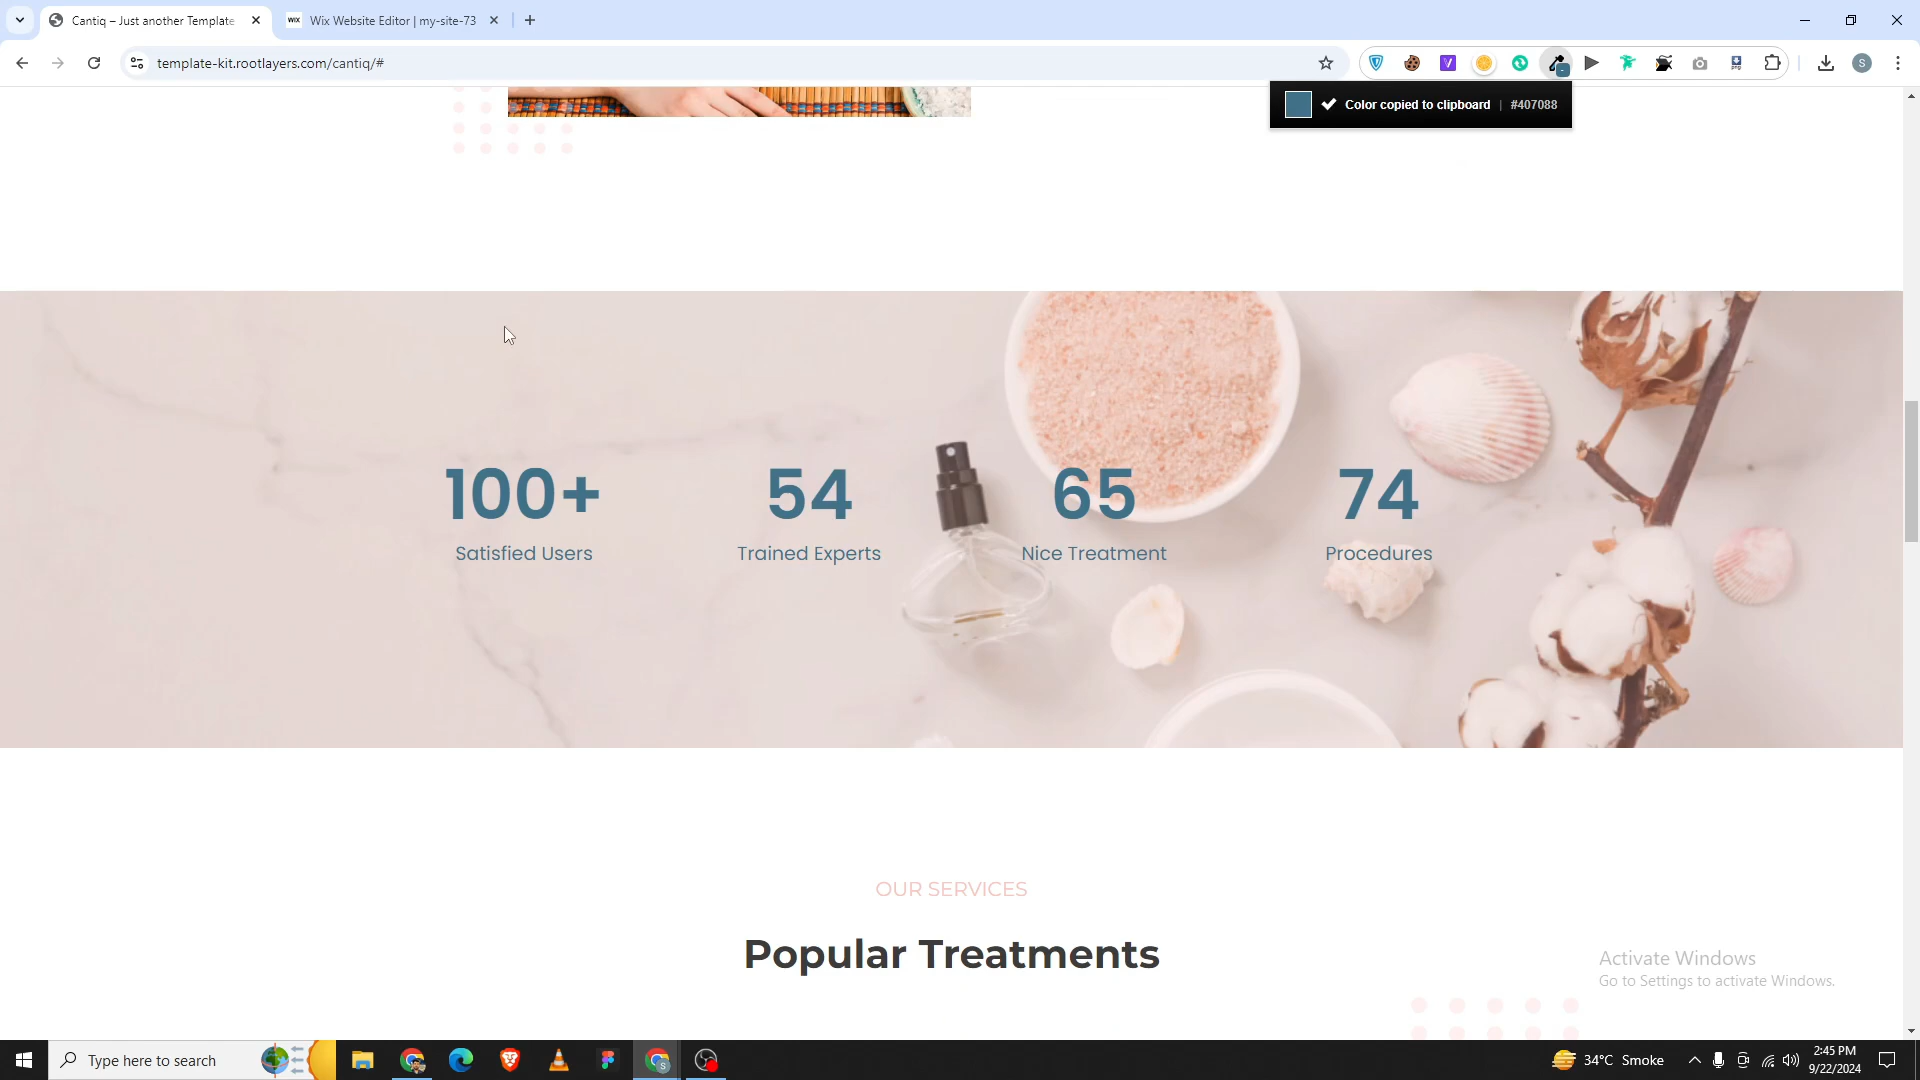 Cantiq – Just another Template
WIX
Wix Website Editor | my-site-73
template-kit.rootlayers.com/cantiq/#
S
Color copied to clipboard | #407088
100+
54
65
74
Satisfied Users
Trained Experts
Nice Treatment
Procedures
OUR SERVICES
Popular Treatments
Activate Windows
Go to Settings to activate Windows.
Type here to search
34°C Smoke
2:45 PM
9/22/2024